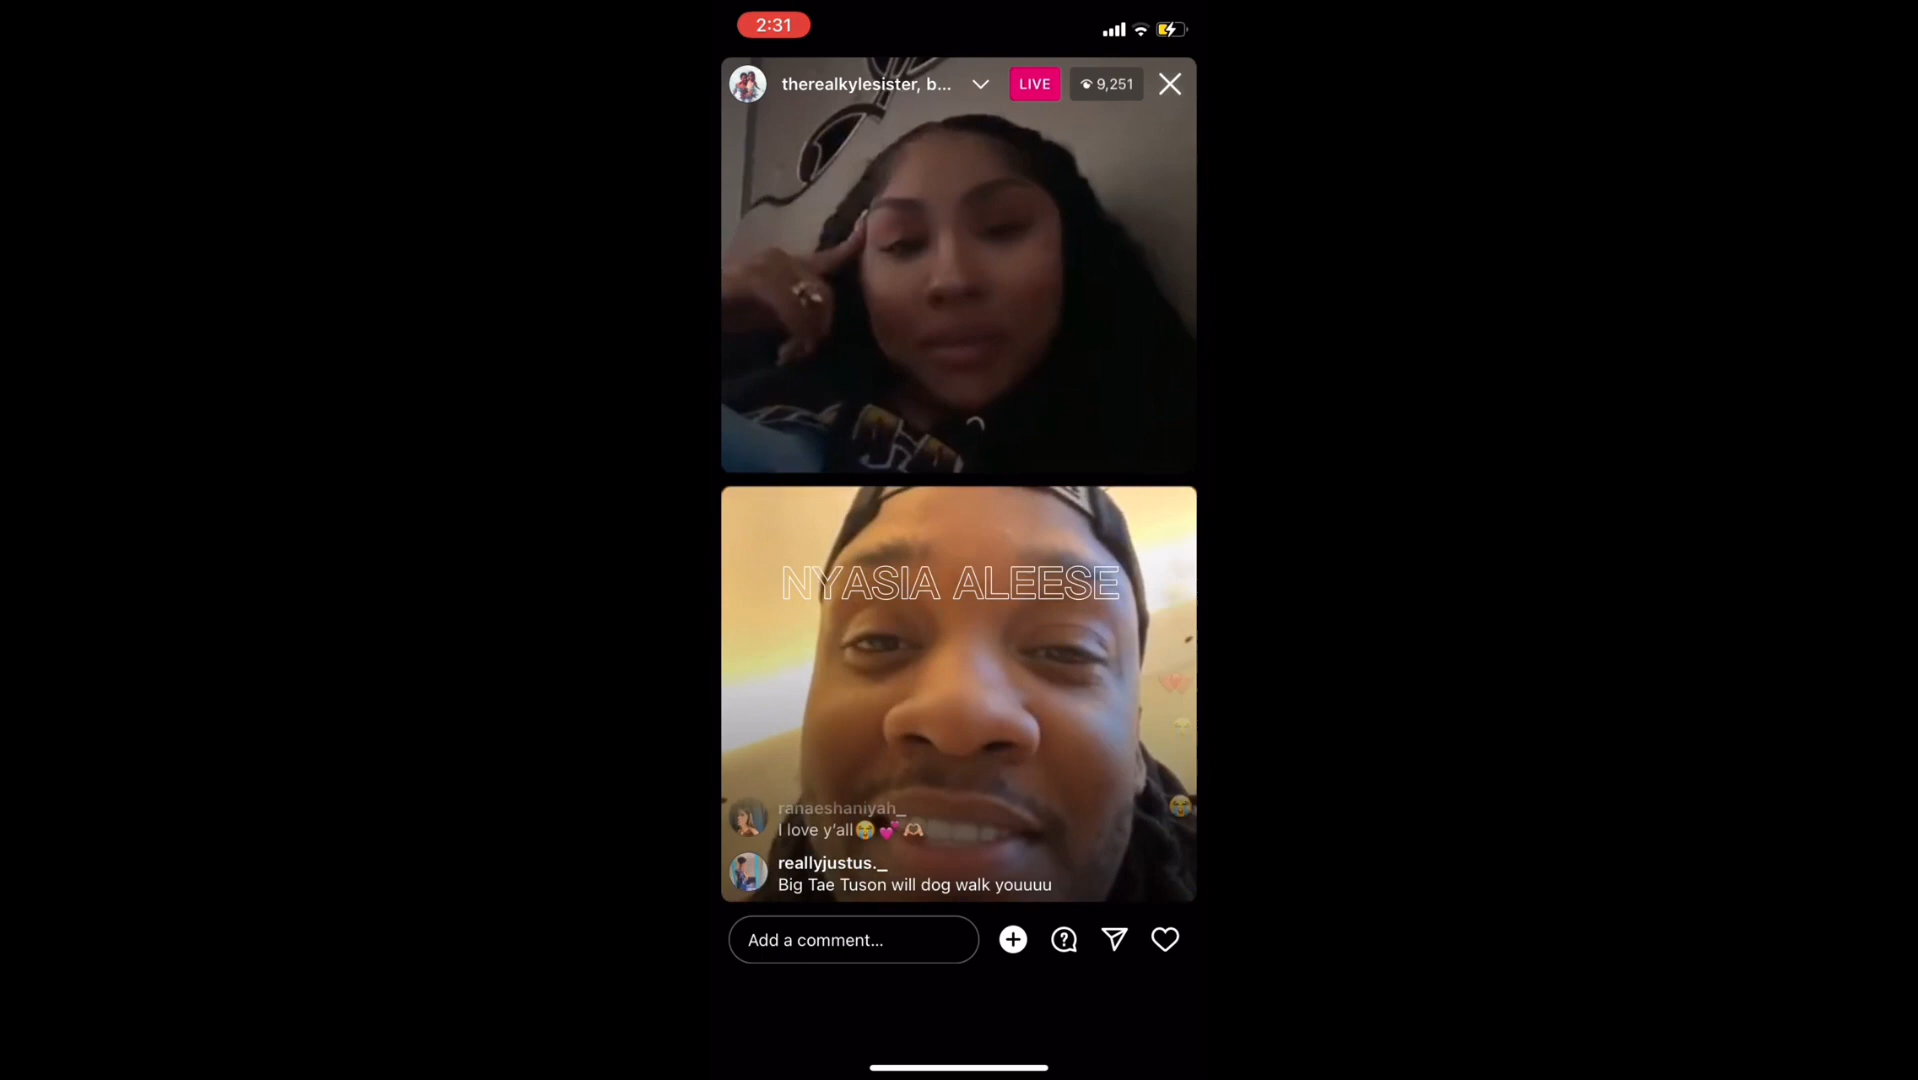 2:31
therealkylesister, b...
LIVE
9,251
NYASIA ALEESE
ranaeshaniyah_
I love y'all😭💕🫶🏼
reallyjustus._
Big Tae Tuson will dog walk youuuu
Add a comment...